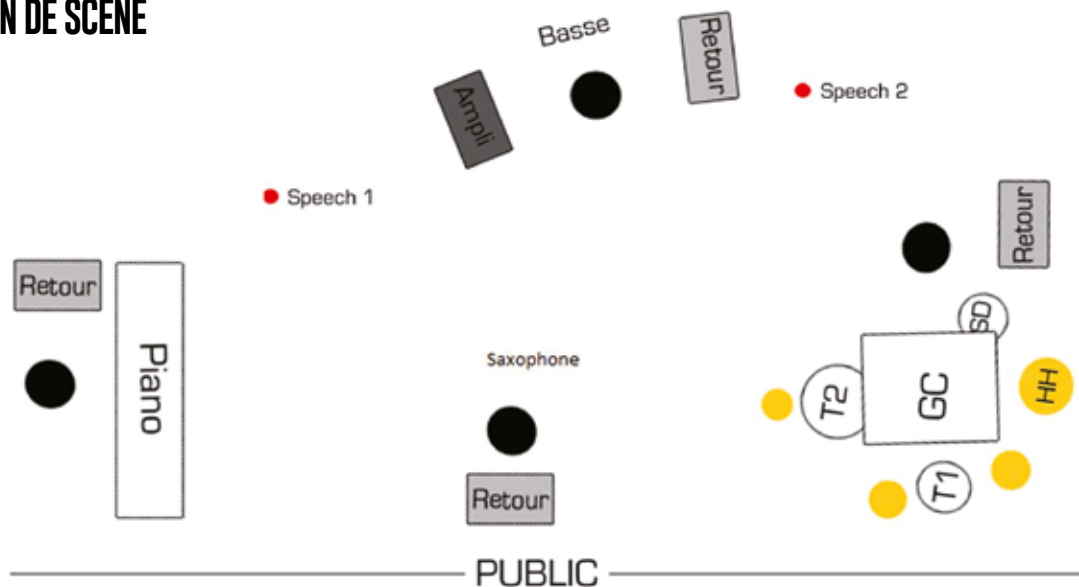 N DE SCENE
Basse
Retour
Ampli
Speech 2
Speech 1
Retour
Retour
Piano
SD
Saxophone
T2
GC
HH
Retour
T1
PUBLIC